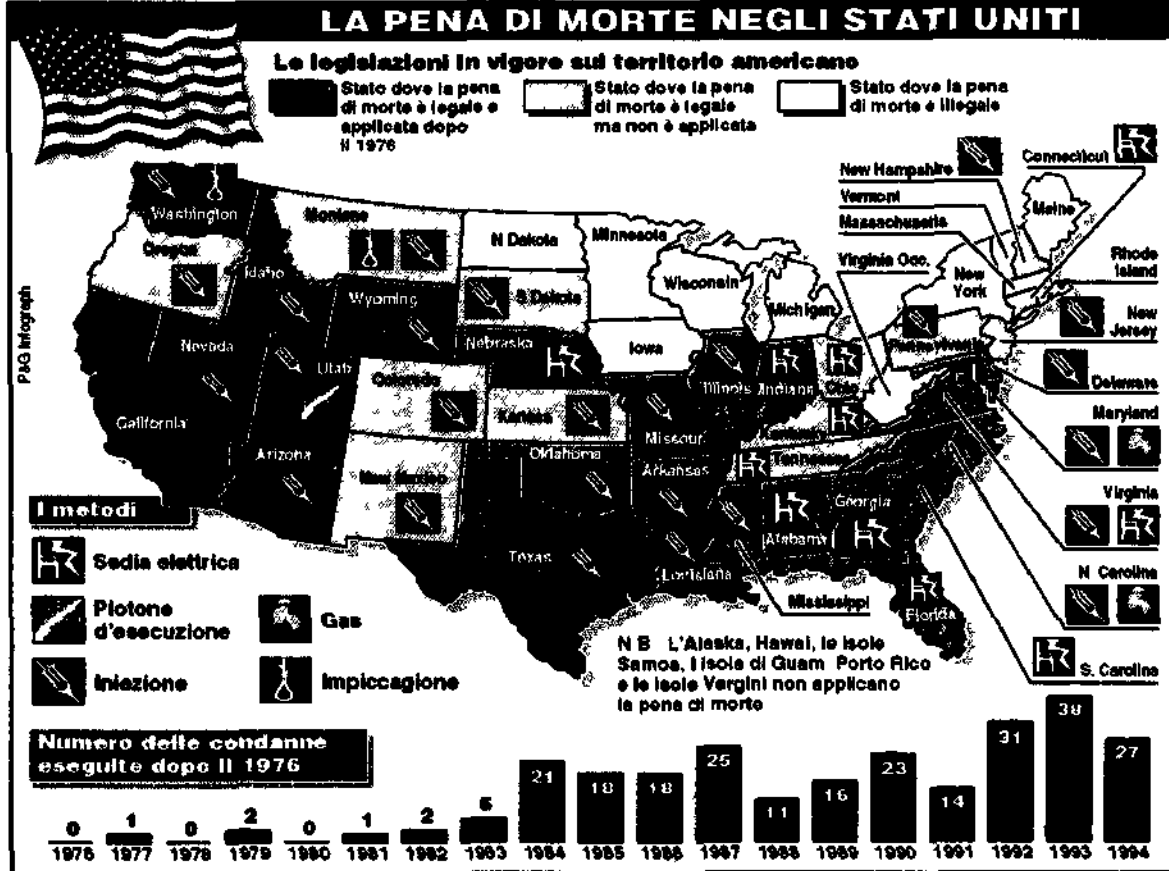 LA PENA DI MORTE NEGLI STATI UNITI
Le legislazioni in vigore sul territorio americano
Stato dove la pena
di morte è legale e
applicata dopo
il 1976
Stato dove la pena
di morte è legale
ma non è applicata
Stato dove la pena
di morte è illegale
Connecticut
New Hampshire
Vermont
Massachusetts
Maine
Virginia Occ.
Rhode
Island
New
York
New
Jersey
Pennsylvania
Delaware
Maryland
Virginia
N Carolina
S. Carolina
Washington
Montana
N Dakota
Minnesota
Oregon
Idaho
Wyoming
S Dakota
Wisconsin
Michigan
Nevada
Nebraska
Iowa
Utah
Colorado
Kansas
Illinois
Indiana
Ohio
California
Missouri
Kentucky
Arizona
New Mexico
Oklahoma
Arkansas
Tennessee
Georgia
Alabama
Texas
Louisiana
Mississippi
Florida
P&G Infograph
I metodi
Sedia elettrica
Plotone
d'esecuzione
Gas
Iniezione
Impiccagione
N B L'Alaska, Hawai, le isole
Samoa, l isola di Guam Porto Rico
e le isole Vergini non applicano
la pena di morte
Numero delle condanne
eseguite dopo il 1976
0 1 0 2 0 1 2 5 21 18 18 25 11 16 23 14 31 38 27
1976 1977 1978 1979 1980 1981 1982 1983 1984 1985 1986 1987 1988 1989 1990 1991 1992 1993 1994